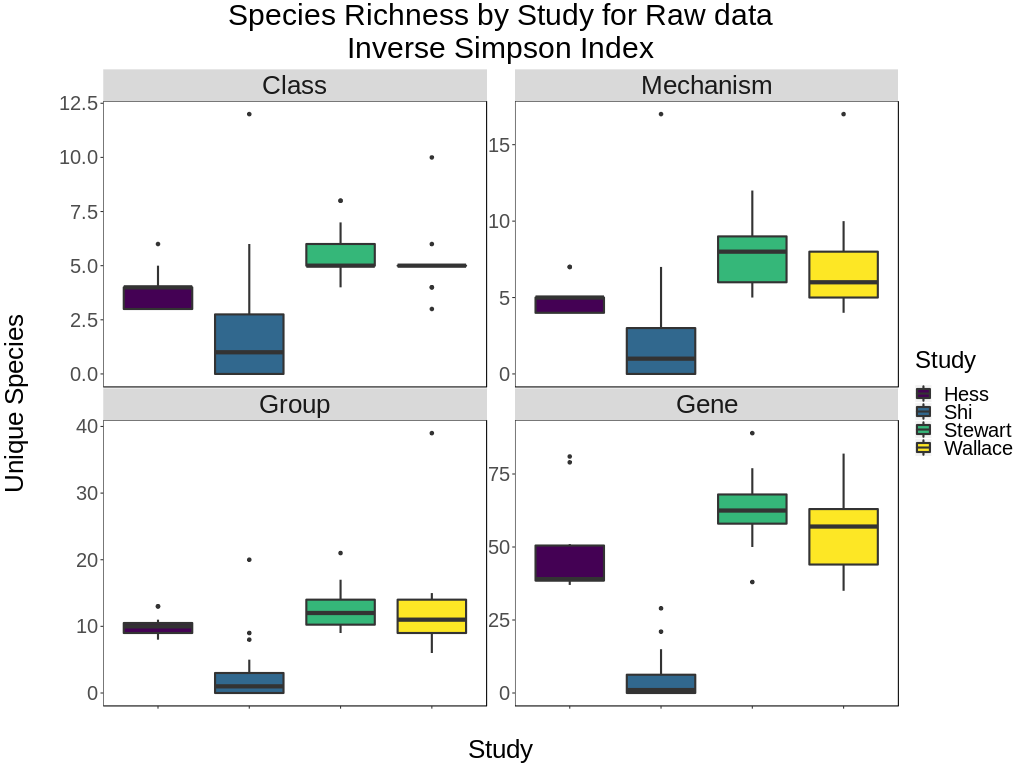 Species Richness by Study for Raw data
Inverse Simpson Index
Class
Mechanism
12.5
10.0
7.5
5.0
2.5
0.0
15
10
5
0
Group
Gene
40
30
20
10
0
75
50
25
0
Unique Species
Study
Study
Hess
Shi
Stewart
Wallace